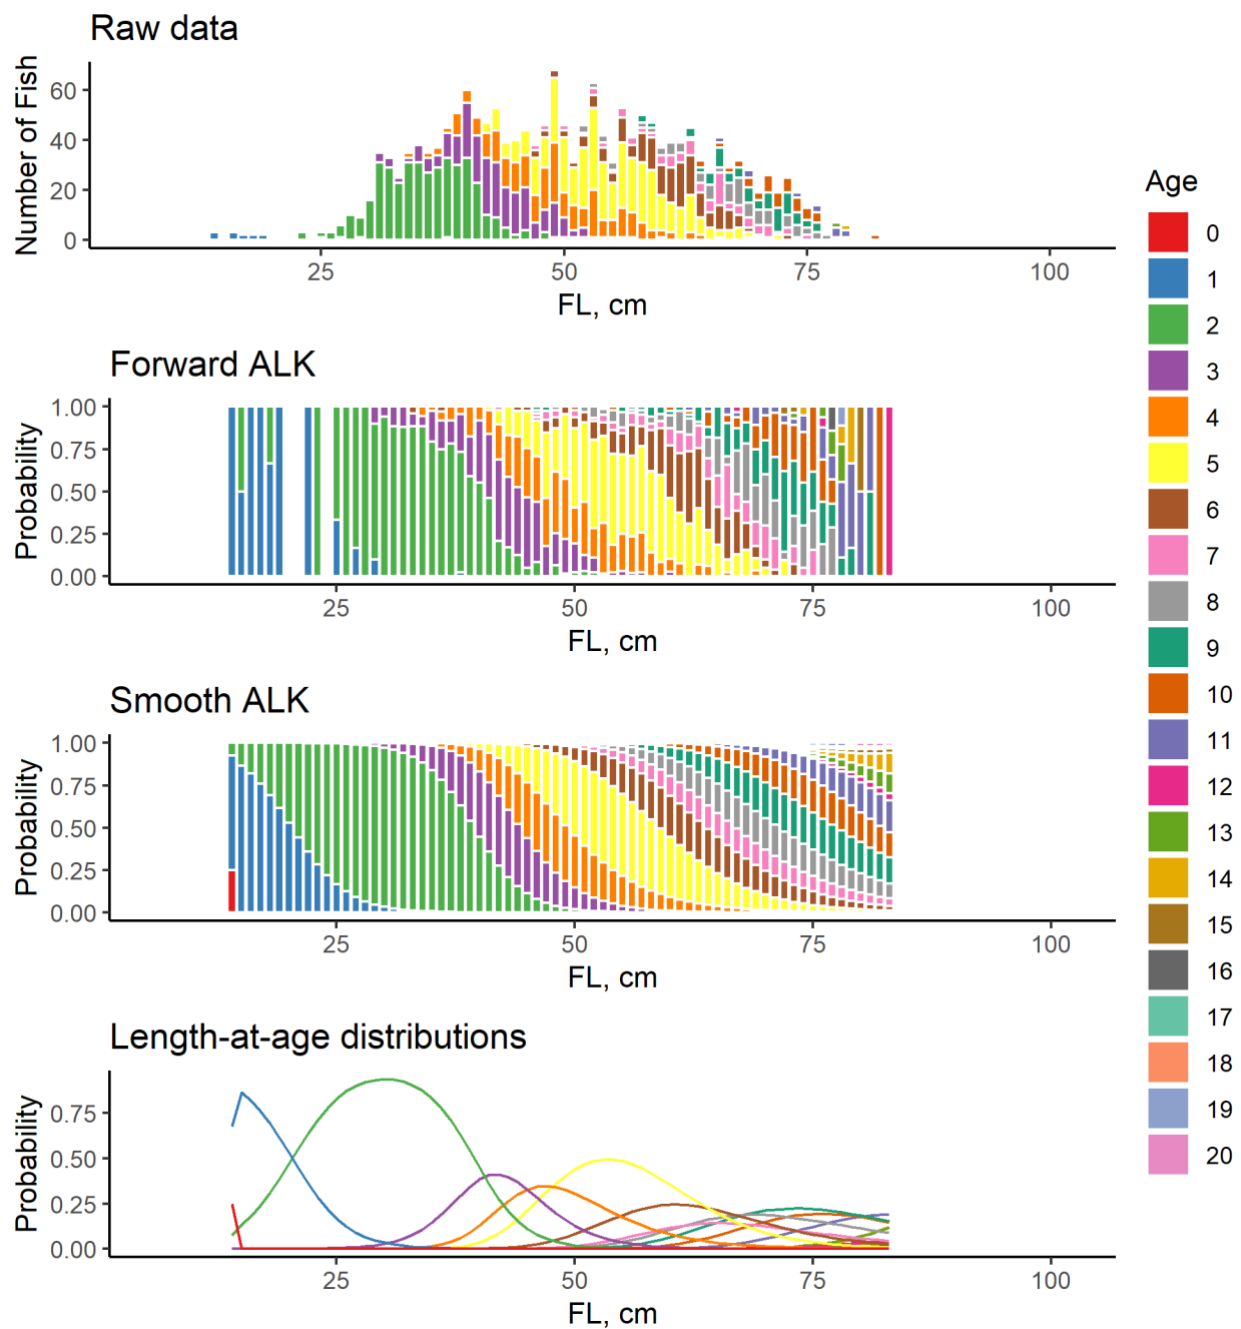 Raw data
Number of Fish
60
40
20
0
25 50 75 100
FL, cm
Forward ALK
Probability
1.00
0.75
0.50
0.25
0.00
25 50 75 100
FL, cm
Smooth ALK
Probability
1.00
0.75
0.50
0.25
0.00
25 50 75 100
FL, cm
Length-at-age distributions
Probability
0.75
0.50
0.25
0.00
25 50 75 100
FL, cm
Age
0
1
2
3
4
5
6
7
8
9
10
11
12
13
14
15
16
17
18
19
20